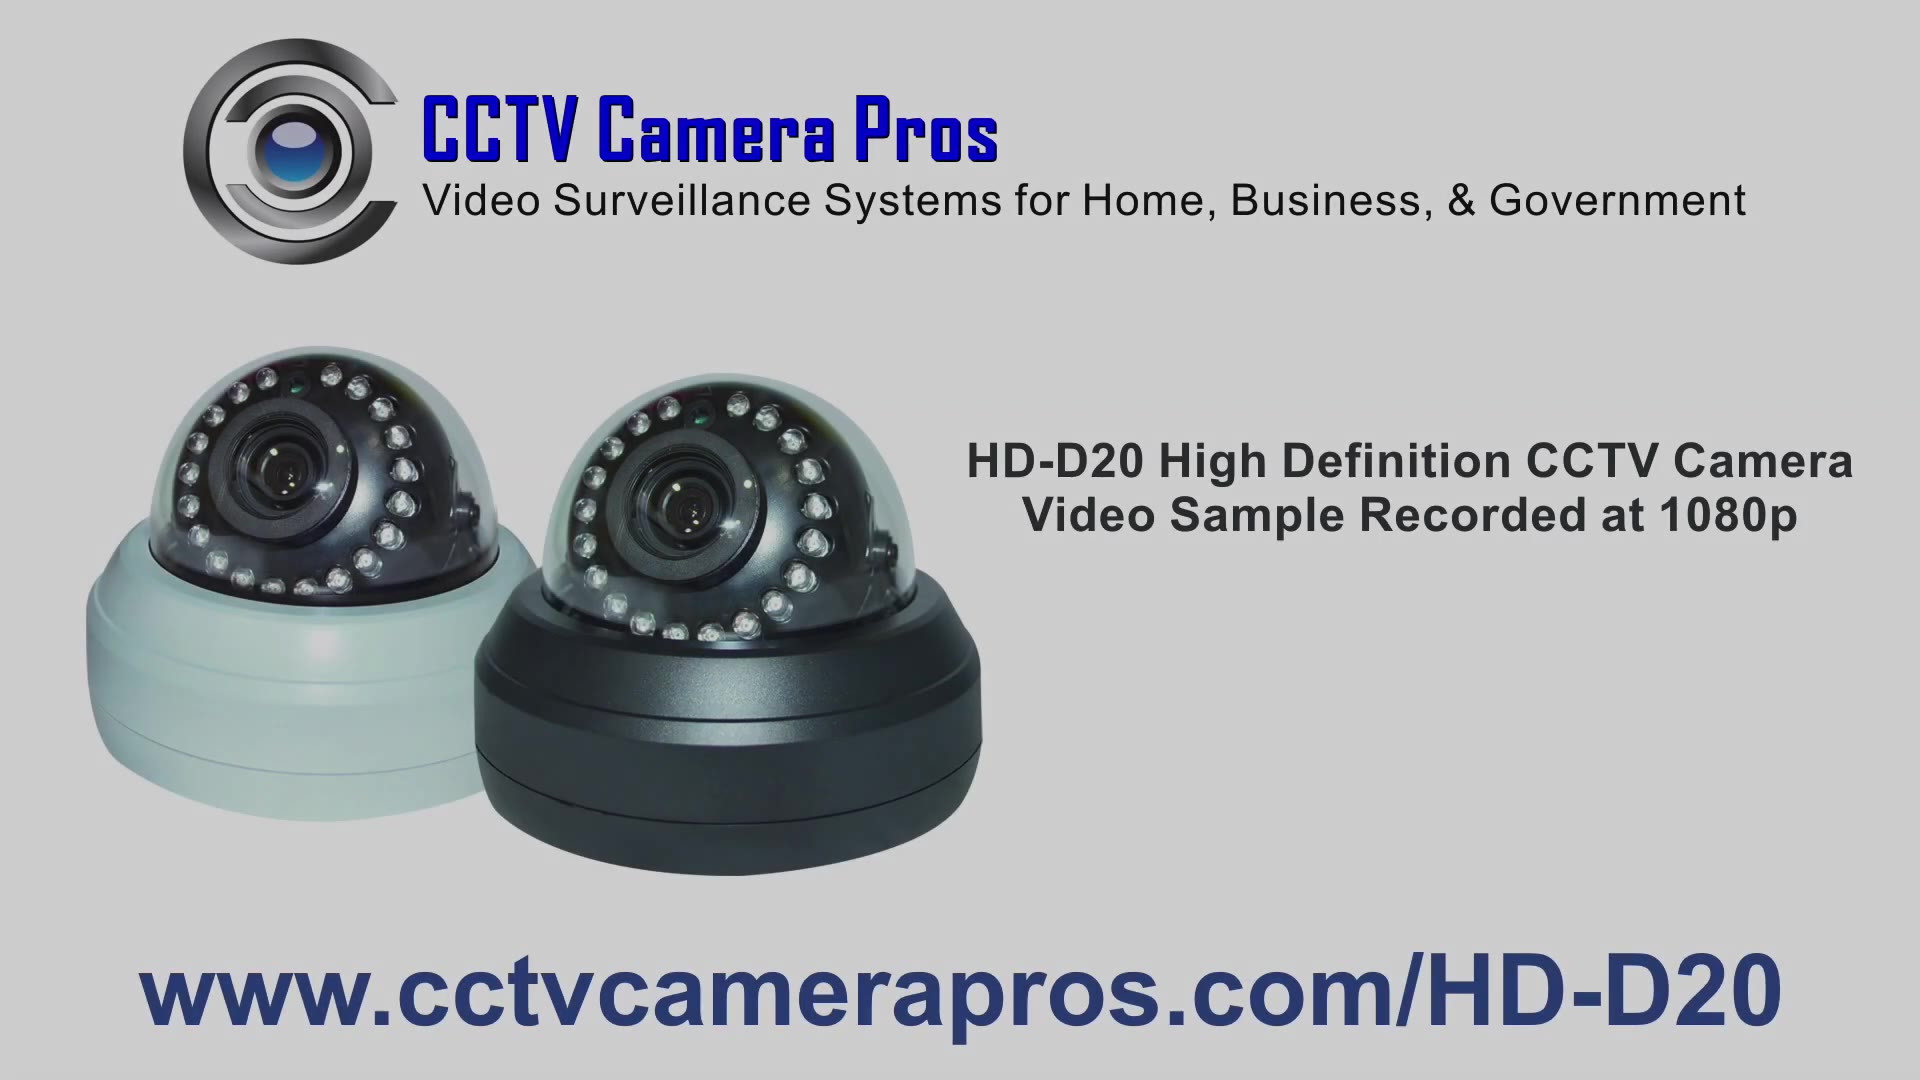 CCTV Camera Pros
Video Surveillance Systems for Home, Business, & Government
HD-D20 High Definition CCTV Camera
Video Sample Recorded at 1080p
www.cctvcamerapros.com/HD-D20